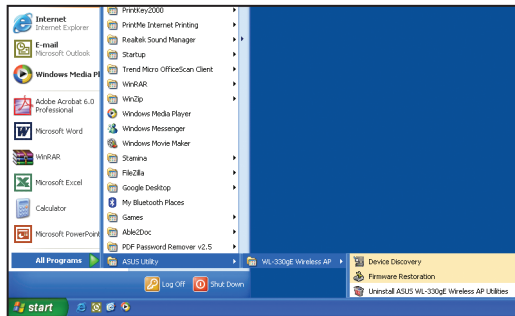 Internet
Internet Explorer
E-mail
Microsoft Outlook
Windows Media Pl
Adobe Acrobat 6.0
Professional
Microsoft Word
WinRAR
Microsoft Excel
Calculator
Microsoft PowerPoint
All Programs
PrintKey2000
PrintMe Internet Printing
Realtek Sound Manager
Startup
Trend Micro OfficeScan Client
WinRAR
WinZip
Windows Media Player
Windows Messenger
Windows Movie Maker
Stamina
FileZilla
Google Desktop
My Bluetooth Places
Games
Able2Doc
PDF Password Remover v2.5
ASUS Utility
WL-330gE Wireless AP
Device Discovery
Firmware Restoration
Uninstall ASUS WL-330gE Wireless AP Utilities
Log Off
Shut Down
start